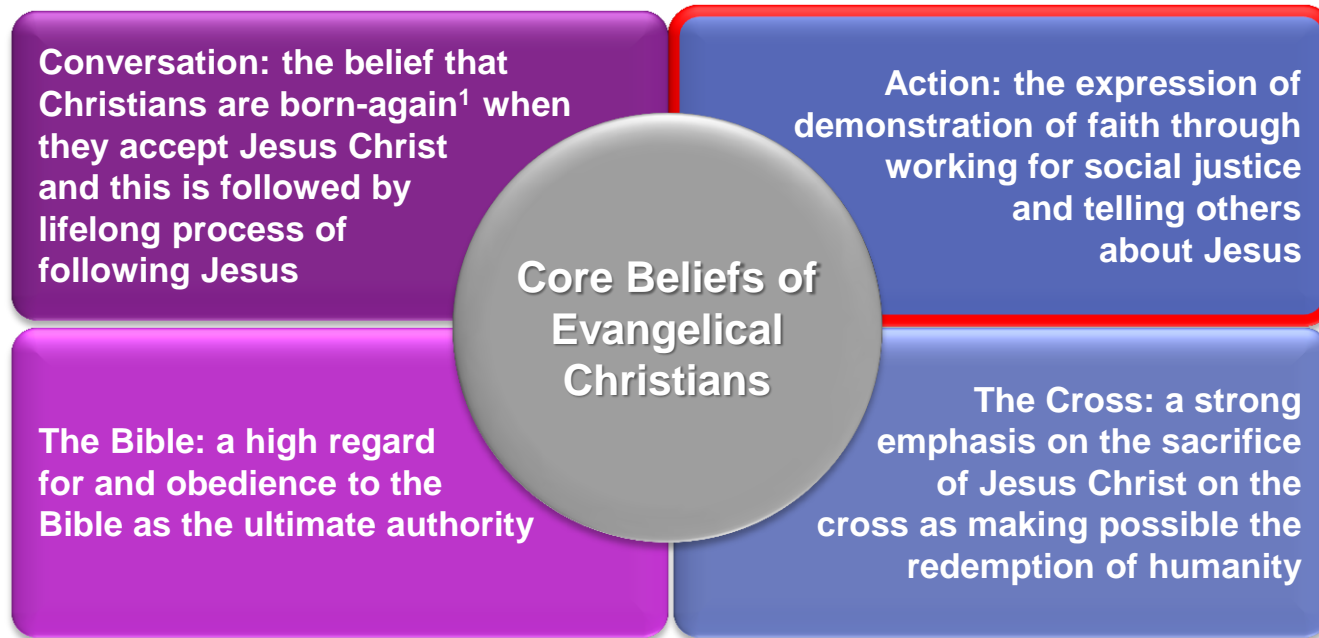 Conversation: the belief that
Christians are born-again¹ when
they accept Jesus Christ
and this is followed by
lifelong process of
following Jesus
Action: the expression of
demonstration of faith through
working for social justice
and telling others
about Jesus
Core Beliefs of
Evangelical
Christians
The Bible: a high regard
for and obedience to the
Bible as the ultimate authority
The Cross: a strong
emphasis on the sacrifice
of Jesus Christ on the
cross as making possible the
redemption of humanity